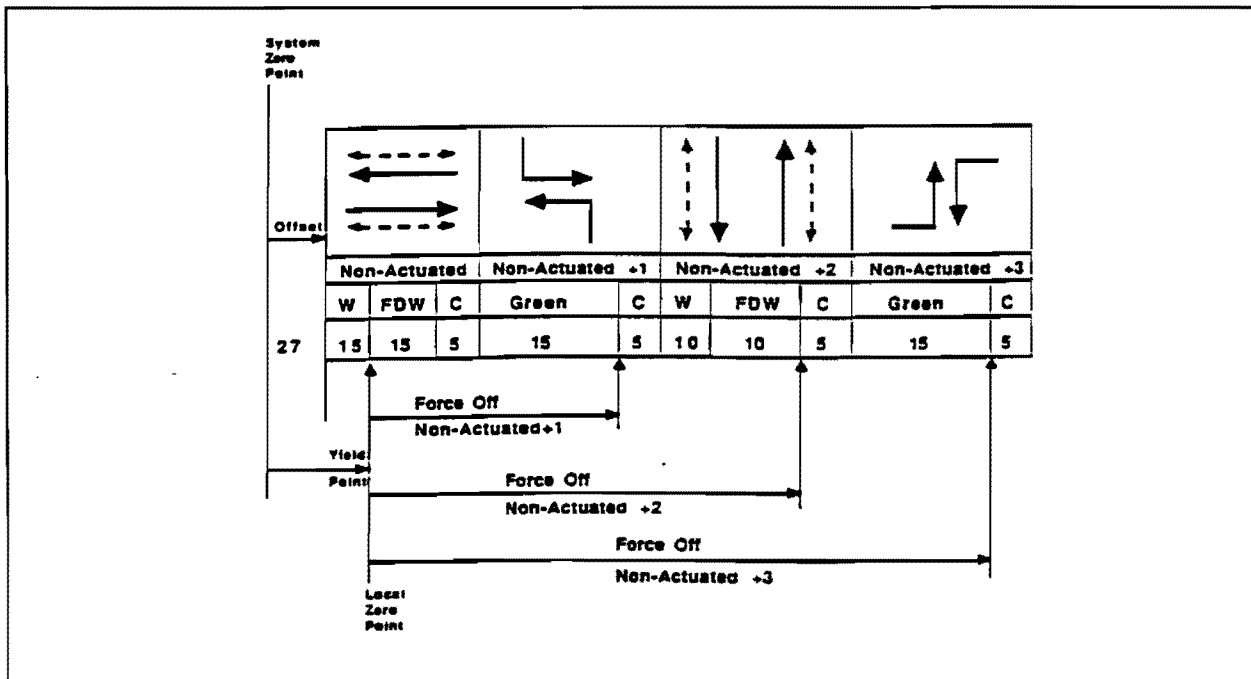 System
Zero
Point
Offset
Non-Actuated Non-Actuated +1 Non-Actuated +2 Non-Actuated +3
W FDW C Green C W FDW C Green C
27 15 15 5 15 5 10 10 5 15 5
Force Off
Non-Actuated+1
Yield
Point
Force Off
Non-Actuated +2
Force Off
Non-Actuated +3
Local
Zero
Point